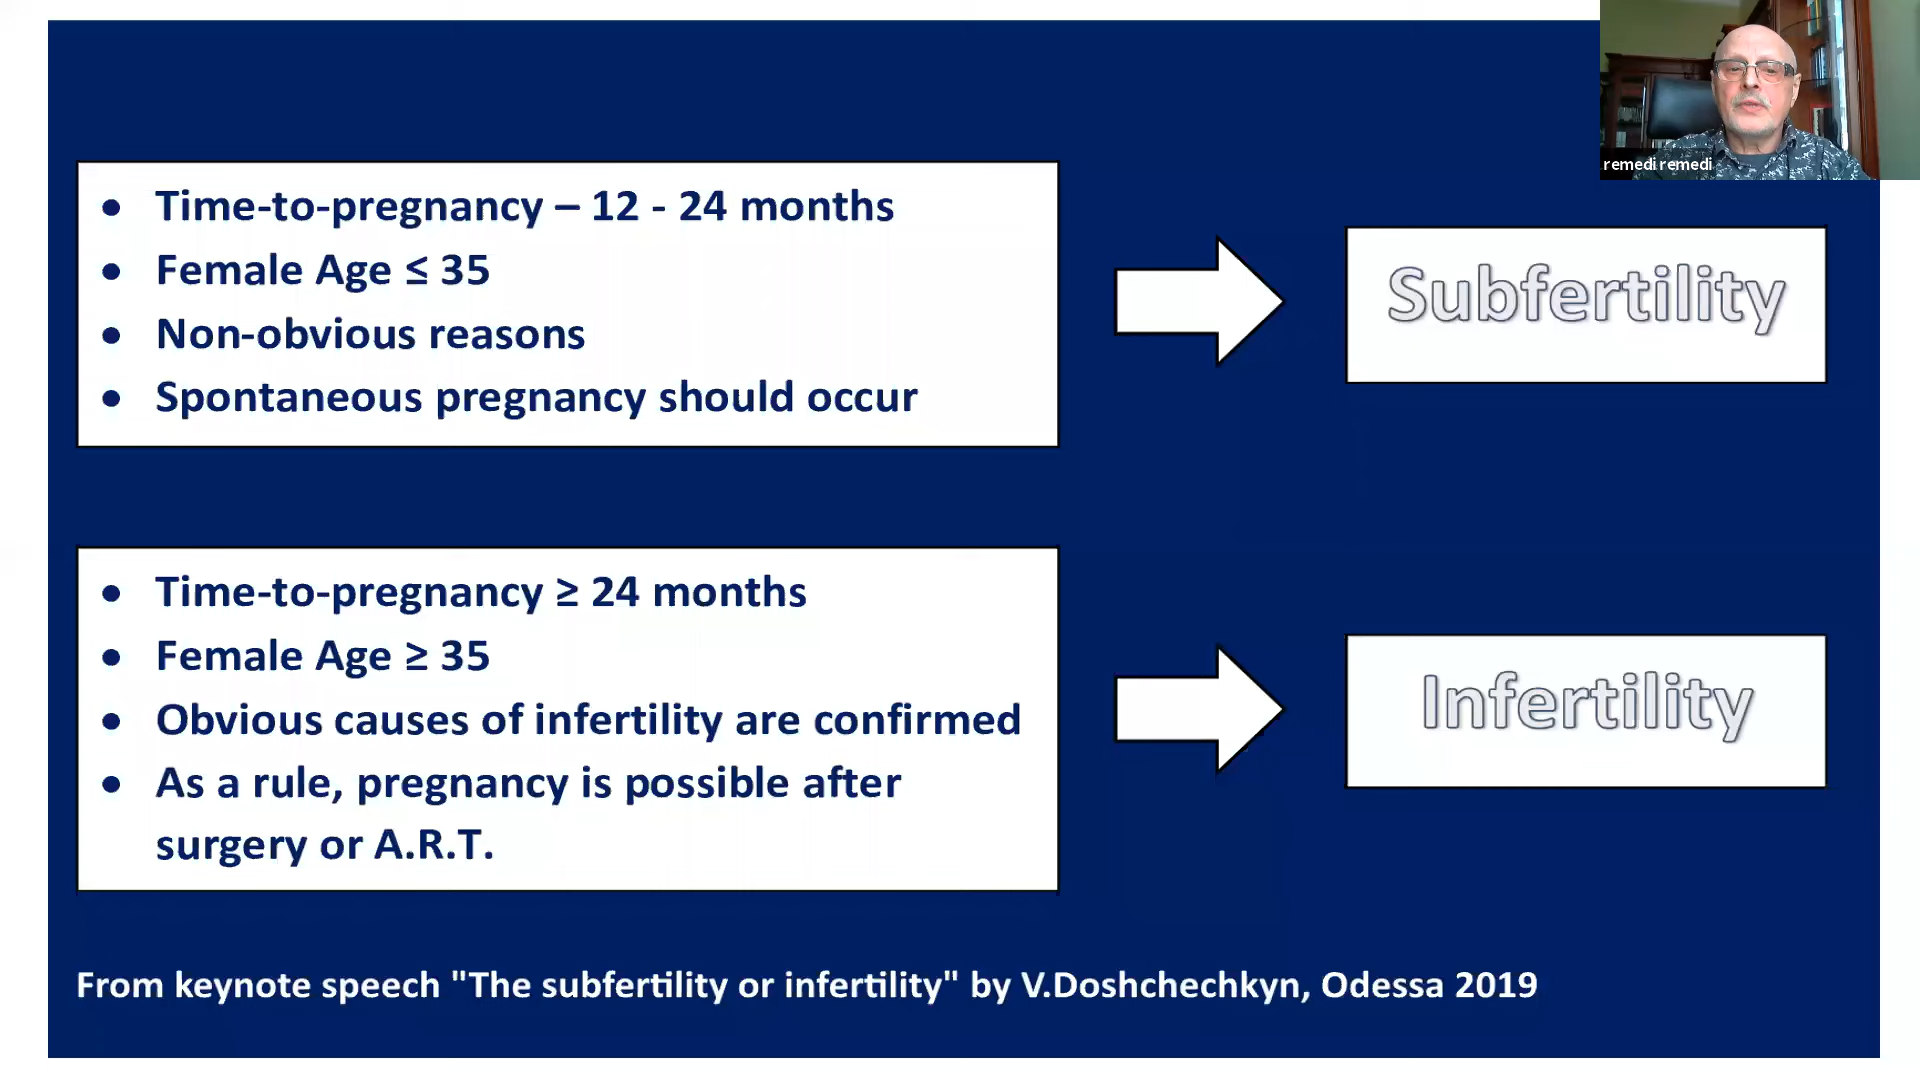 remedi remedi
• Time-to-pregnancy – 12 - 24 months
• Female Age ≤ 35
• Non-obvious reasons
• Spontaneous pregnancy should occur
Subfertility
• Time-to-pregnancy ≥ 24 months
• Female Age ≥ 35
• Obvious causes of infertility are confirmed
• As a rule, pregnancy is possible after
surgery or A.R.T.
Infertility
From keynote speech "The subfertility or infertility" by V.Doshchechkyn, Odessa 2019